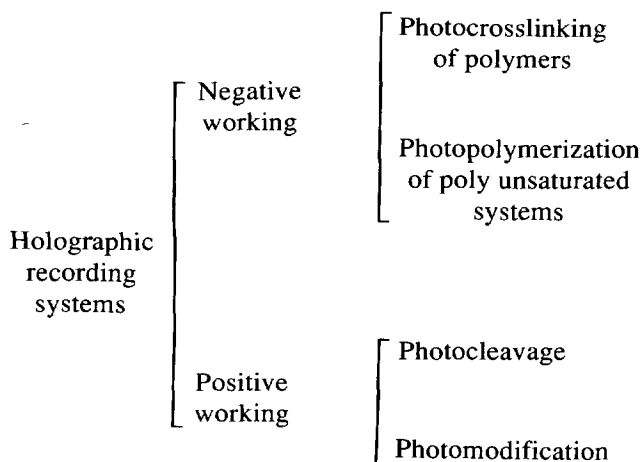 Holographic
recording
systems
Negative
working
Photocrosslinking
of polymers
Photopolymerization
of poly unsaturated
systems
Positive
working
Photocleavage
Photomodification